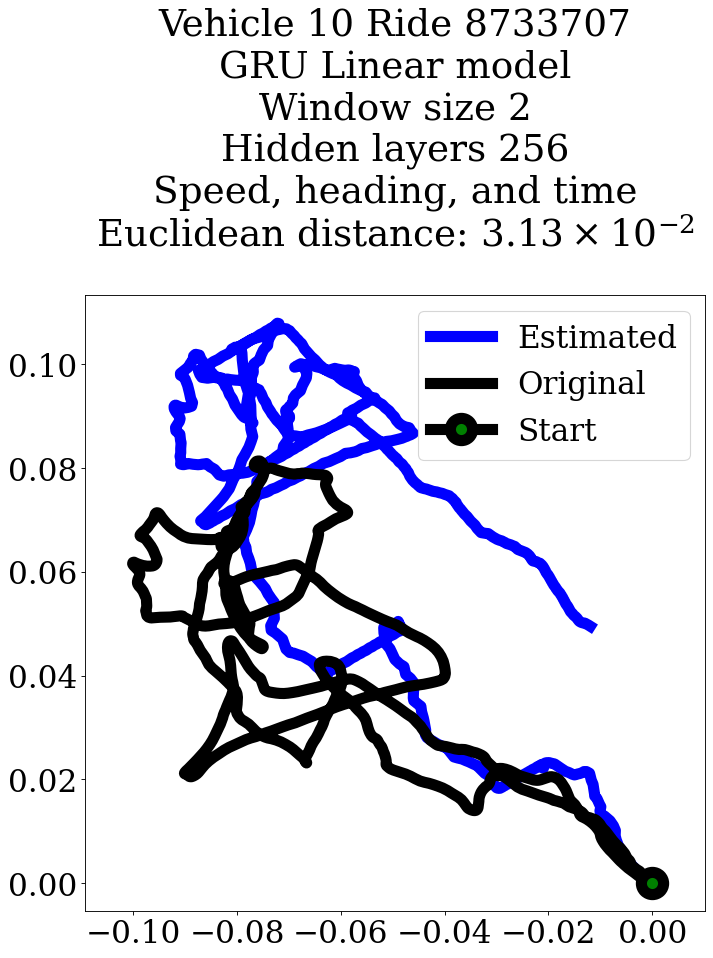 Vehicle 10 Ride 8733707
GRU Linear model
Window size 2
Hidden layers 256
Speed, heading, and time
Euclidean distance: 3.13 × 10⁻²
Estimated
Original
Start
0.10
0.08
0.06
0.04
0.02
0.00
−0.10 −0.08 −0.06 −0.04 −0.02 0.00